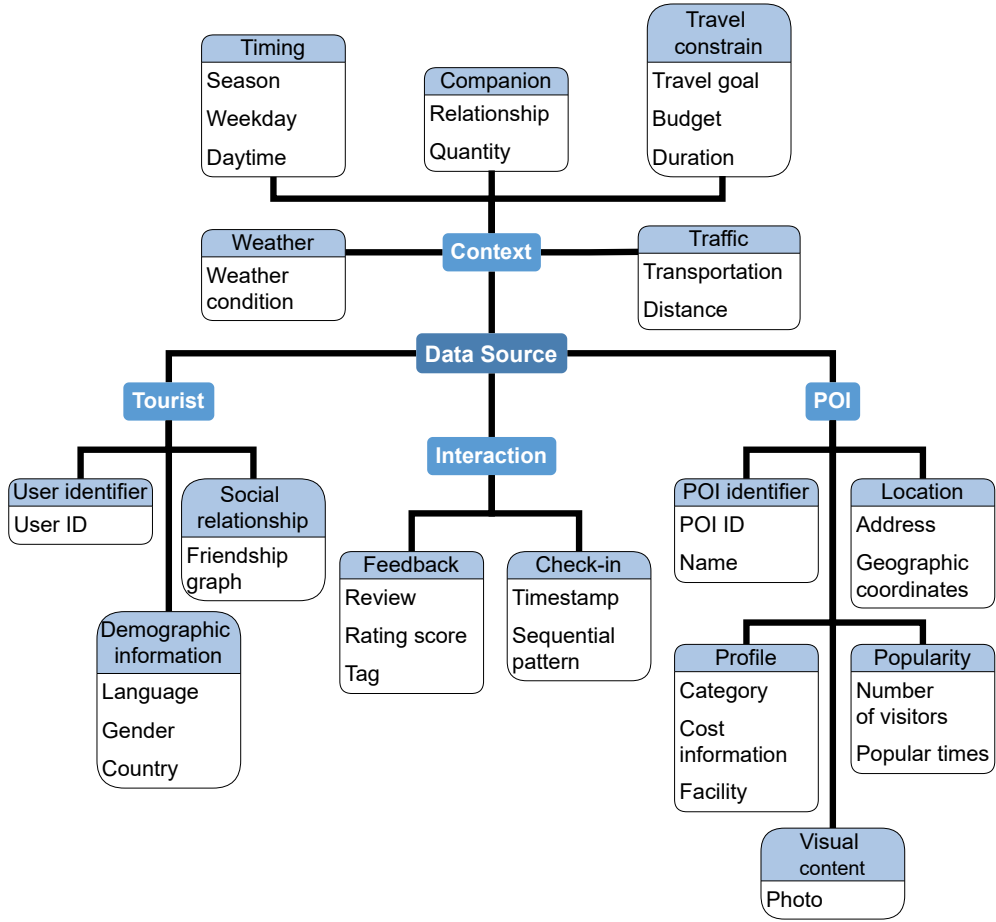 Timing
Season
Weekday
Daytime
Companion
Relationship
Quantity
Travel
constrain
Travel goal
Budget
Duration
Weather
Weather
condition
Context
Traffic
Transportation
Distance
Data Source
Tourist
Interaction
POI
User identifier
User ID
Social
relationship
Friendship
graph
Demographic
information
Language
Gender
Country
Feedback
Review
Rating score
Tag
Check-in
Timestamp
Sequential
pattern
POI identifier
POI ID
Name
Location
Address
Geographic
coordinates
Profile
Category
Cost
information
Facility
Popularity
Number
of visitors
Popular times
Visual
content
Photo